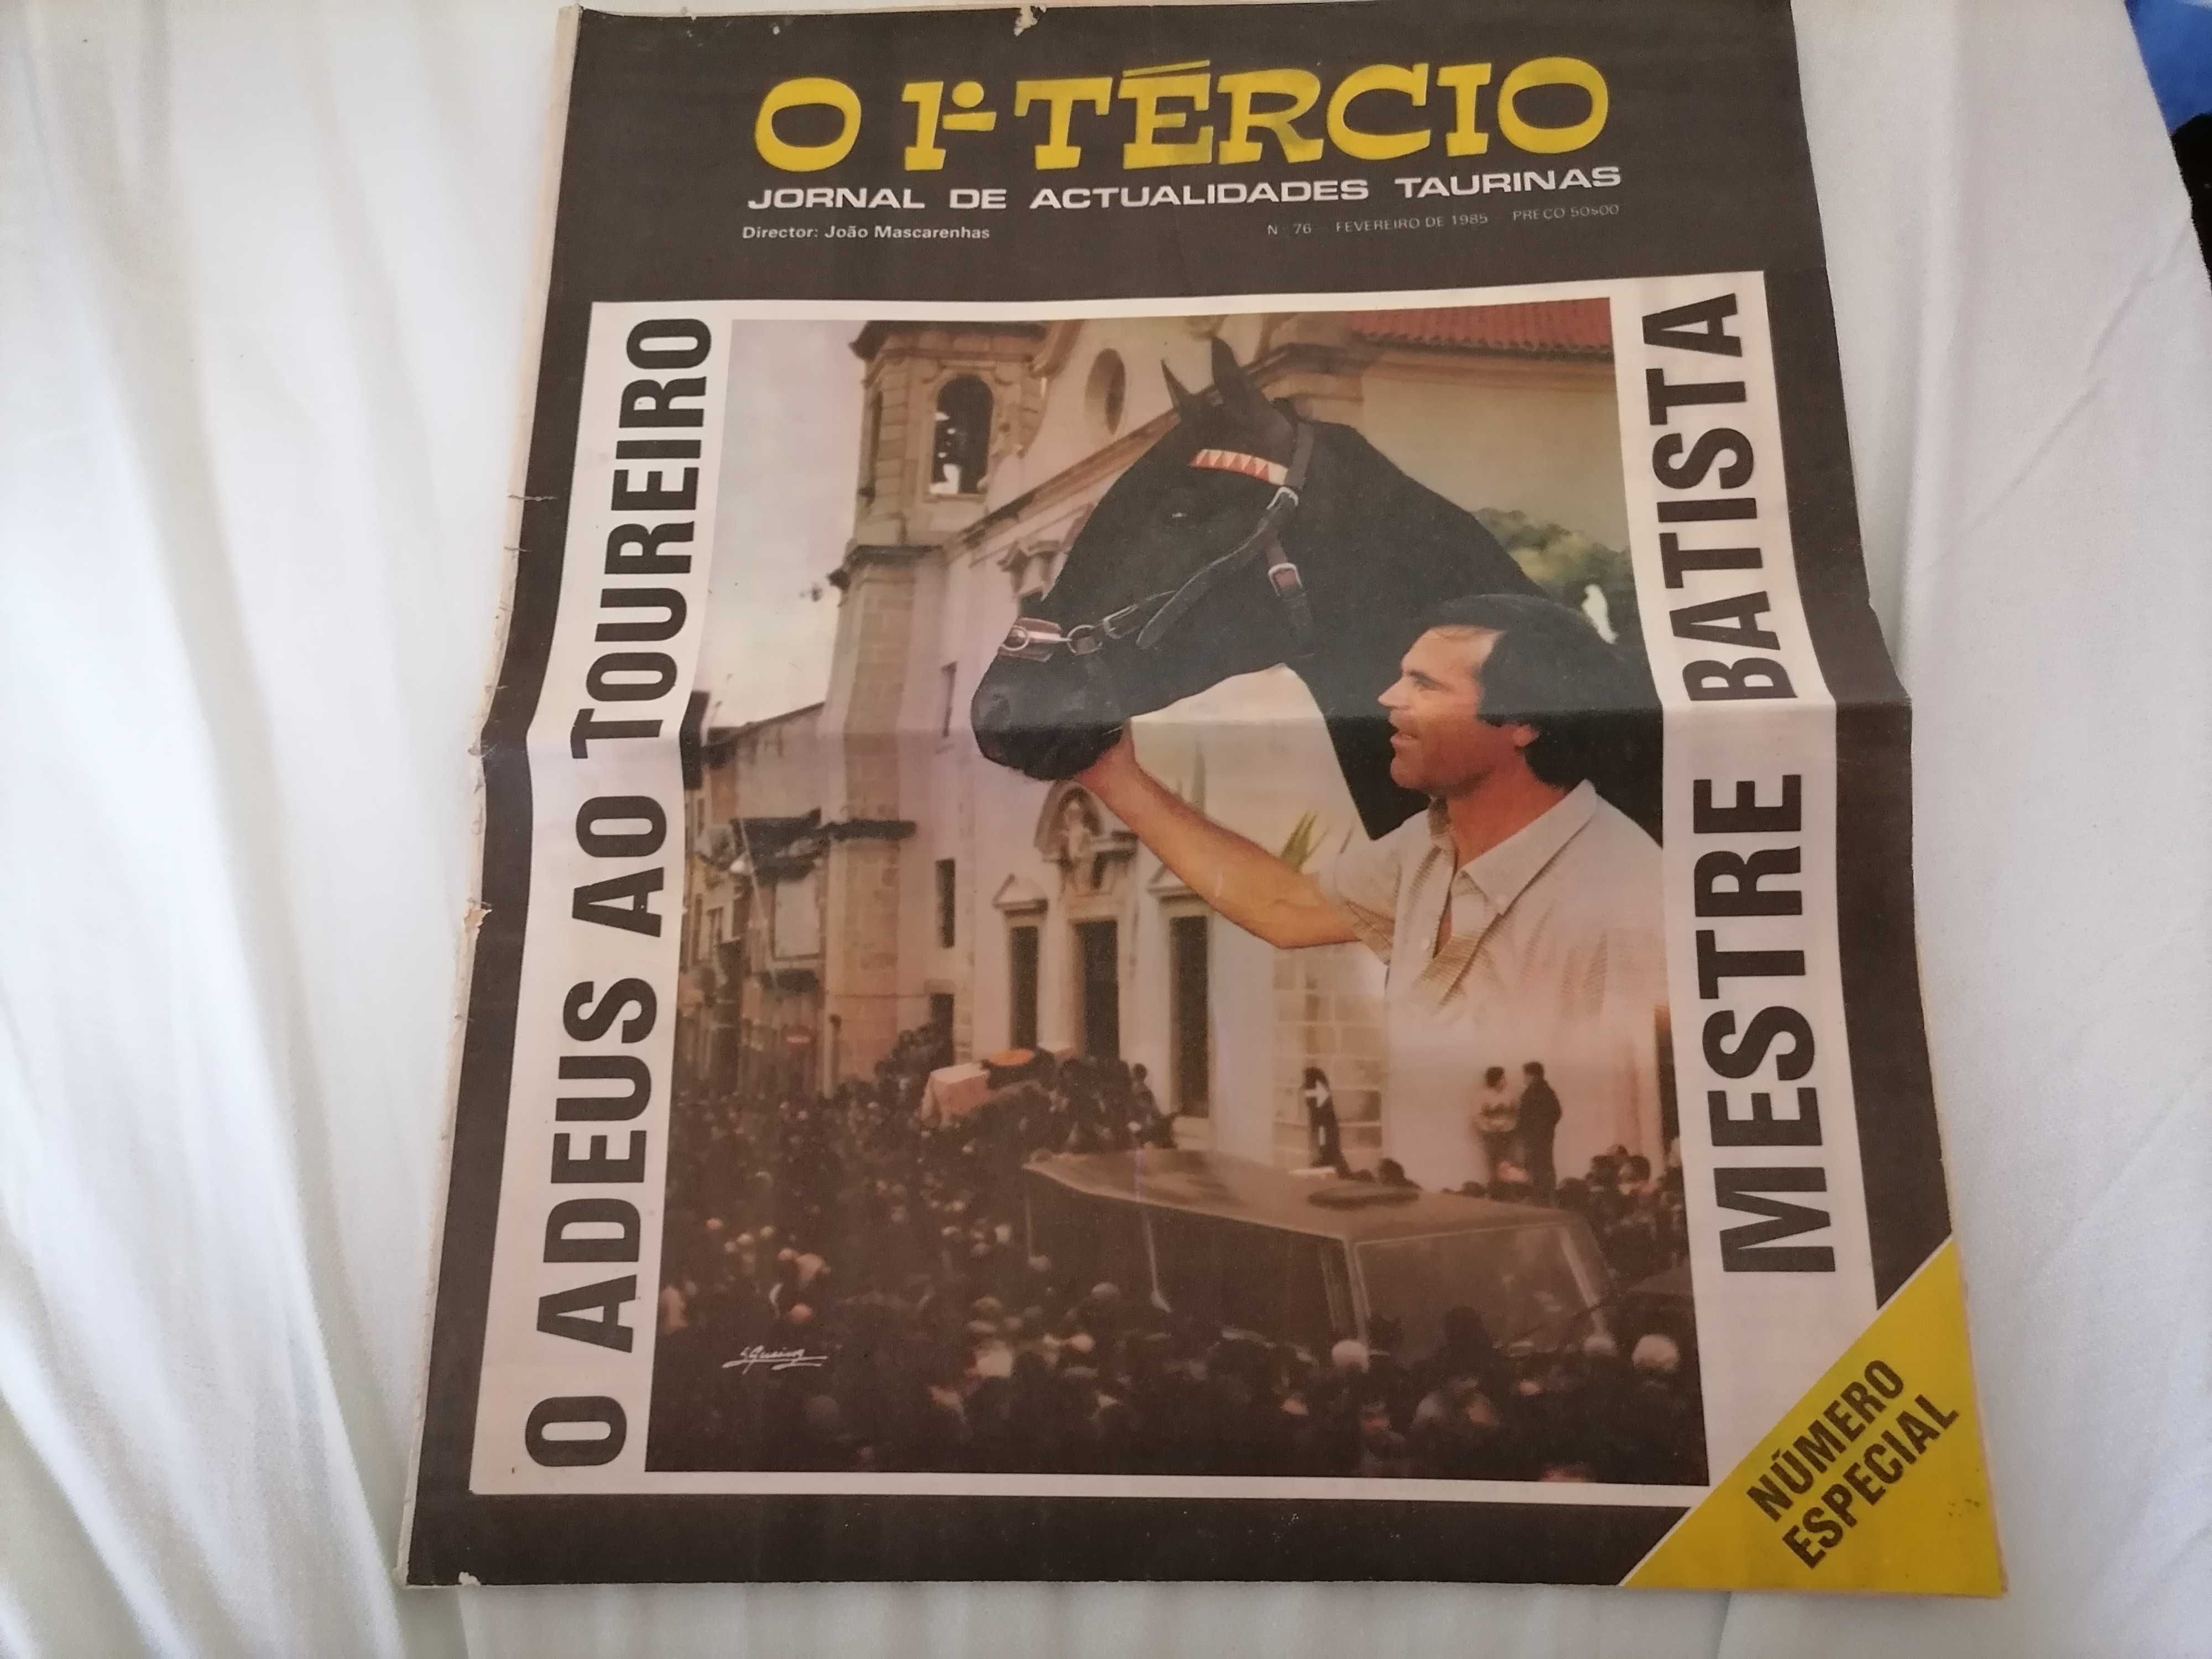 O 1º TÉRCIO
JORNAL DE ACTUALIDADES TAURINAS
Director: João Mascarenhas
Nº 76 FEVEREIRO DE 1985 PREÇO 50$00
O ADEUS AO TOUREIRO
MESTRE BATISTA
NÚMERO
ESPECIAL